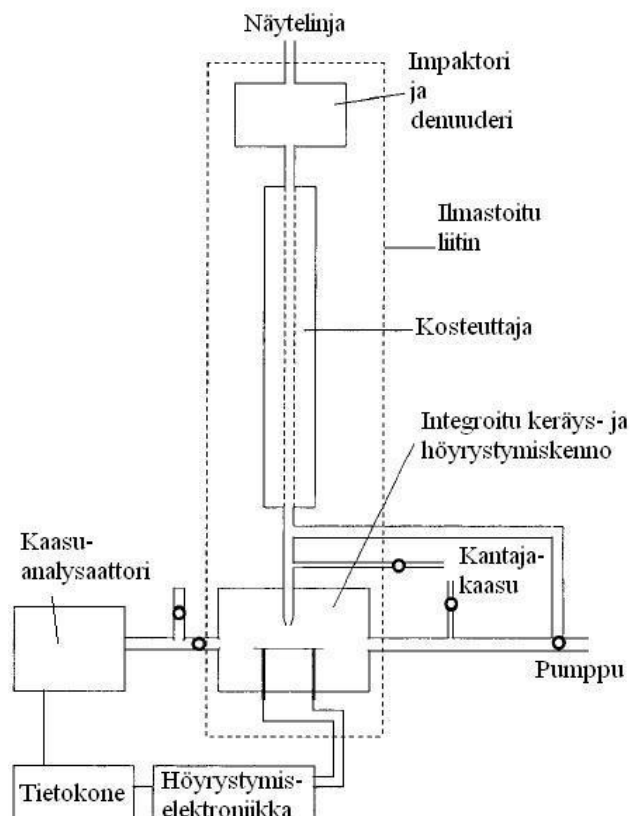 Näytelinja
Impaktori
ja
denuuderi
Ilmastoitu
liitin
Kosteuttaja
Integroitu keräys- ja
höyrystymiskenno
Kaasu-
analysaattori
Kantaja-
kaasu
Pumppu
Tietokone
Höyrystymis-
elektroniikka